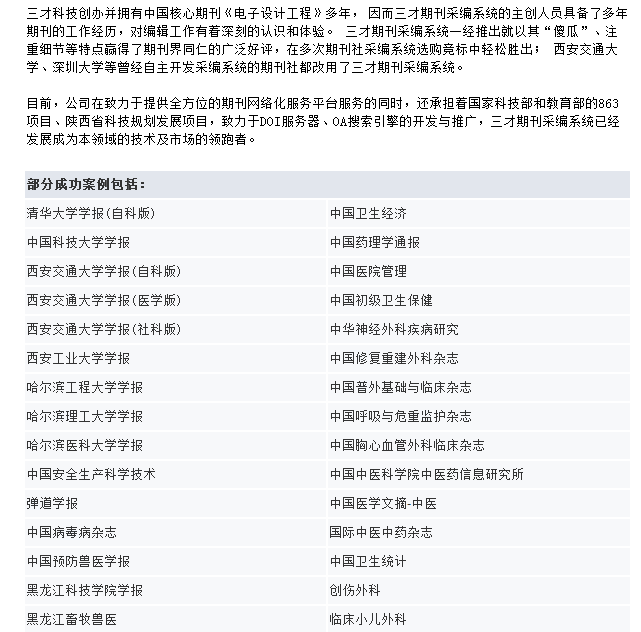 三才科技创办并拥有中国核心期刊《电子设计工程》多年， 因而三才期刊采编系统的主创人员具备了多年
期刊的工作经历，对编辑工作有着深刻的认识和体验。 三才期刊采编系统一经推出就以其“傻瓜”、注
重细节等特点赢得了期刊界同仁的广泛好评，在多次期刊社采编系统选购竟标中轻松胜出； 西安交通大
学、深圳大学等曾经自主开发采编系统的期刊社都改用了三才期刊采编系统。
目前，公司在致力于提供全方位的期刊网络化服务平台服务的同时，还承担着国家科技部和教育部的863
项目、陕西省科技规划发展项目，致力于DOI服务器、OA搜索引擎的开发与推广，三才期刊采编系统已经
发展成为本领域的技术及市场的领跑者。
部分成功案例包括：
清华大学学报(自科版) 中国卫生经济
中国科技大学学报 中国药理学通报
西安交通大学学报(自科版) 中国医院管理
西安交通大学学报(医学版) 中国初级卫生保健
西安交通大学学报(社科版) 中华神经外科疾病研究
西安工业大学学报 中国修复重建外科杂志
哈尔滨工程大学学报 中国普外基础与临床杂志
哈尔滨理工大学学报 中国呼吸与危重监护杂志
哈尔滨医科大学学报 中国胸心血管外科临床杂志
中国安全生产科学技术 中国中医科学院中医药信息研究所
弹道学报 中国医学文摘-中医
中国病毒病杂志 国际中医中药杂志
中国预防兽医学报 中国卫生统计
黑龙江科技学院学报 创伤外科
黑龙江畜牧兽医 临床小儿外科